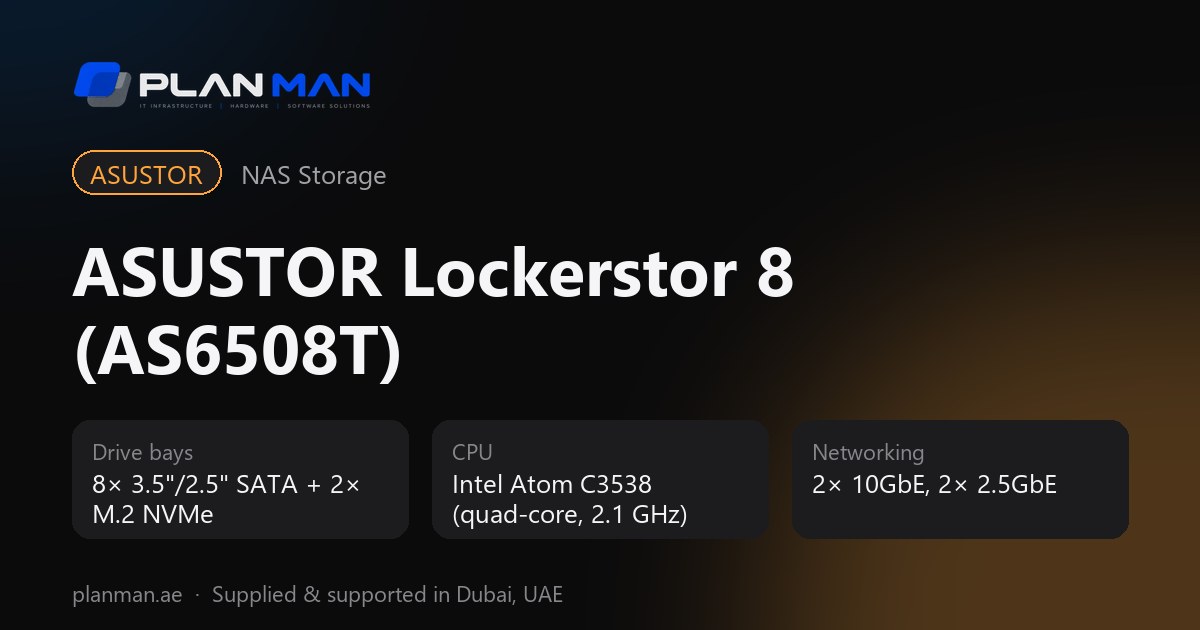 PLAN MAN
IT INFRASTRUCTURE | HARDWARE | SOFTWARE SOLUTIONS
ASUSTOR NAS Storage
ASUSTOR Lockerstor 8
(AS6508T)
Drive bays
8× 3.5"/2.5" SATA + 2×
M.2 NVMe
CPU
Intel Atom C3538
(quad-core, 2.1 GHz)
Networking
2× 10GbE, 2× 2.5GbE
planman.ae · Supplied & supported in Dubai, UAE